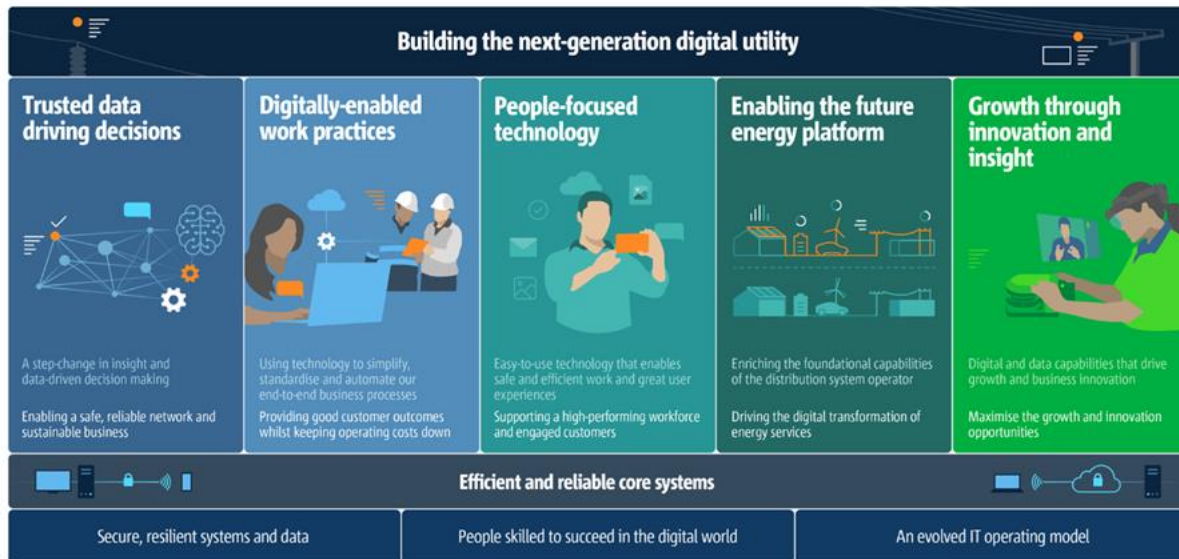 Building the next-generation digital utility
Trusted data
driving decisions
A step-change in insight and
data-driven decision making
Enabling a safe, reliable network and
sustainable business
Digitally-enabled
work practices
Using technology to simplify,
standardise and automate our
end-to-end business processes
Providing good customer outcomes
whilst keeping operating costs down
People-focused
technology
Easy-to-use technology that enables
safe and efficient work and great user
experiences
Supporting a high-performing workforce
and engaged customers
Enabling the future
energy platform
Enriching the foundational capabilities
of the distribution system operator
Driving the digital transformation of
energy services
Growth through
innovation and
insight
Digital and data capabilities that drive
growth and business innovation
Maximise the growth and innovation
opportunities
Efficient and reliable core systems
Secure, resilient systems and data
People skilled to succeed in the digital world
An evolved IT operating model